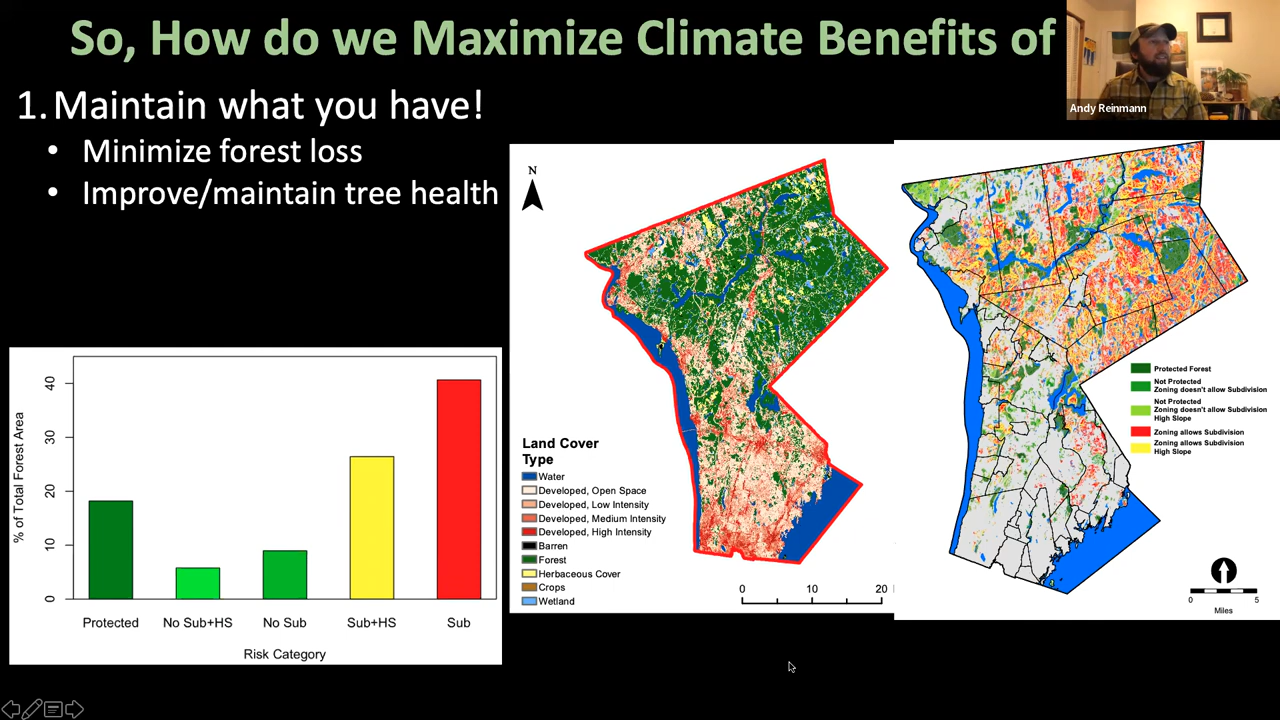 So, How do we Maximize Climate Benefits of
Andy Reinmann
1. Maintain what you have!
• Minimize forest loss
• Improve/maintain tree health
% of Total Forest Area
40
30
20
10
0
Protected
No Sub+HS
No Sub
Sub+HS
Sub
Risk Category
N
Land Cover
Type
Water
Developed, Open Space
Developed, Low Intensity
Developed, Medium Intensity
Developed, High Intensity
Barren
Forest
Herbaceous Cover
Crops
Wetland
0 10 20
Protected Forest
Not Protected
Zoning doesn't allow Subdivision
Not Protected
Zoning doesn't allow Subdivision
High Slope
Zoning allows Subdivision
Zoning allows Subdivision
High Slope
0 5
Miles